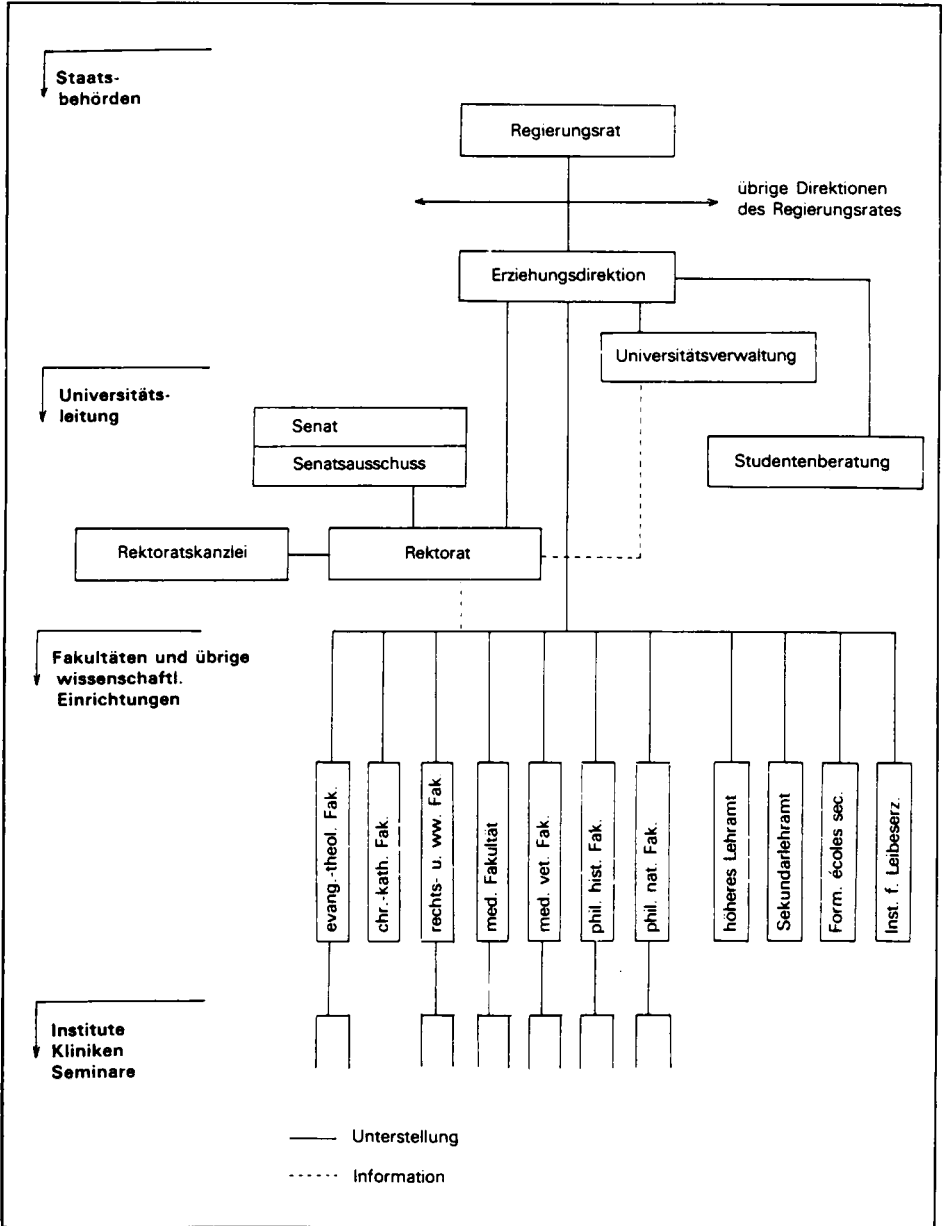 Staats-
behörden
Regierungsrat
übrige Direktionen
des Regierungsrates
Erziehungsdirektion
Universitätsverwaltung
Universitäts-
leitung
Senat
Senatsausschuss
Studentenberatung
Rektoratskanzlei
Rektorat
Fakultäten und übrige
wissenschaftl.
Einrichtungen
evang.-theol. Fak.
chr.-kath. Fak.
rechts- u. ww. Fak
med. Fakultät
med. vet. Fak.
phil. hist. Fak.
phil. nat. Fak.
höheres Lehramt
Sekundarlehramt
Form. écoles sec.
Inst. f. Leibeserz.
Institute
Kliniken
Seminare
Unterstellung
Information